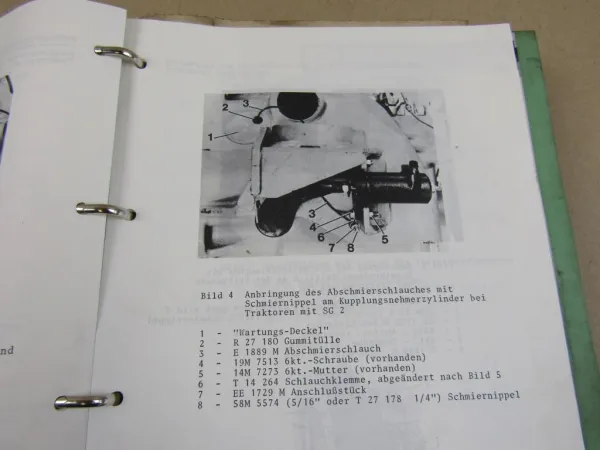 3
2
1
3
4
6
7
8
5
Bild 4 Anbringung des Abschmierschlauches mit
Schmiernippel am Kupplungsnehmerzylinder bei
Traktoren mit SG 2
1 - "Wartungs-Deckel"
2 - R 27 180 Gummitülle
3 - E 1889 M Abschmierschlauch
4 - 19M 7513 6kt.-Schraube (vorhanden)
5 - 14M 7273 6kt.-Mutter (vorhanden)
6 - T 14 264 Schlauchklemme, abgeändert nach Bild 5
7 - EE 1729 M Anschlußstück
8 - 58M 5574 (5/16" oder T 27 178 1/4") Schmiernippel
nd